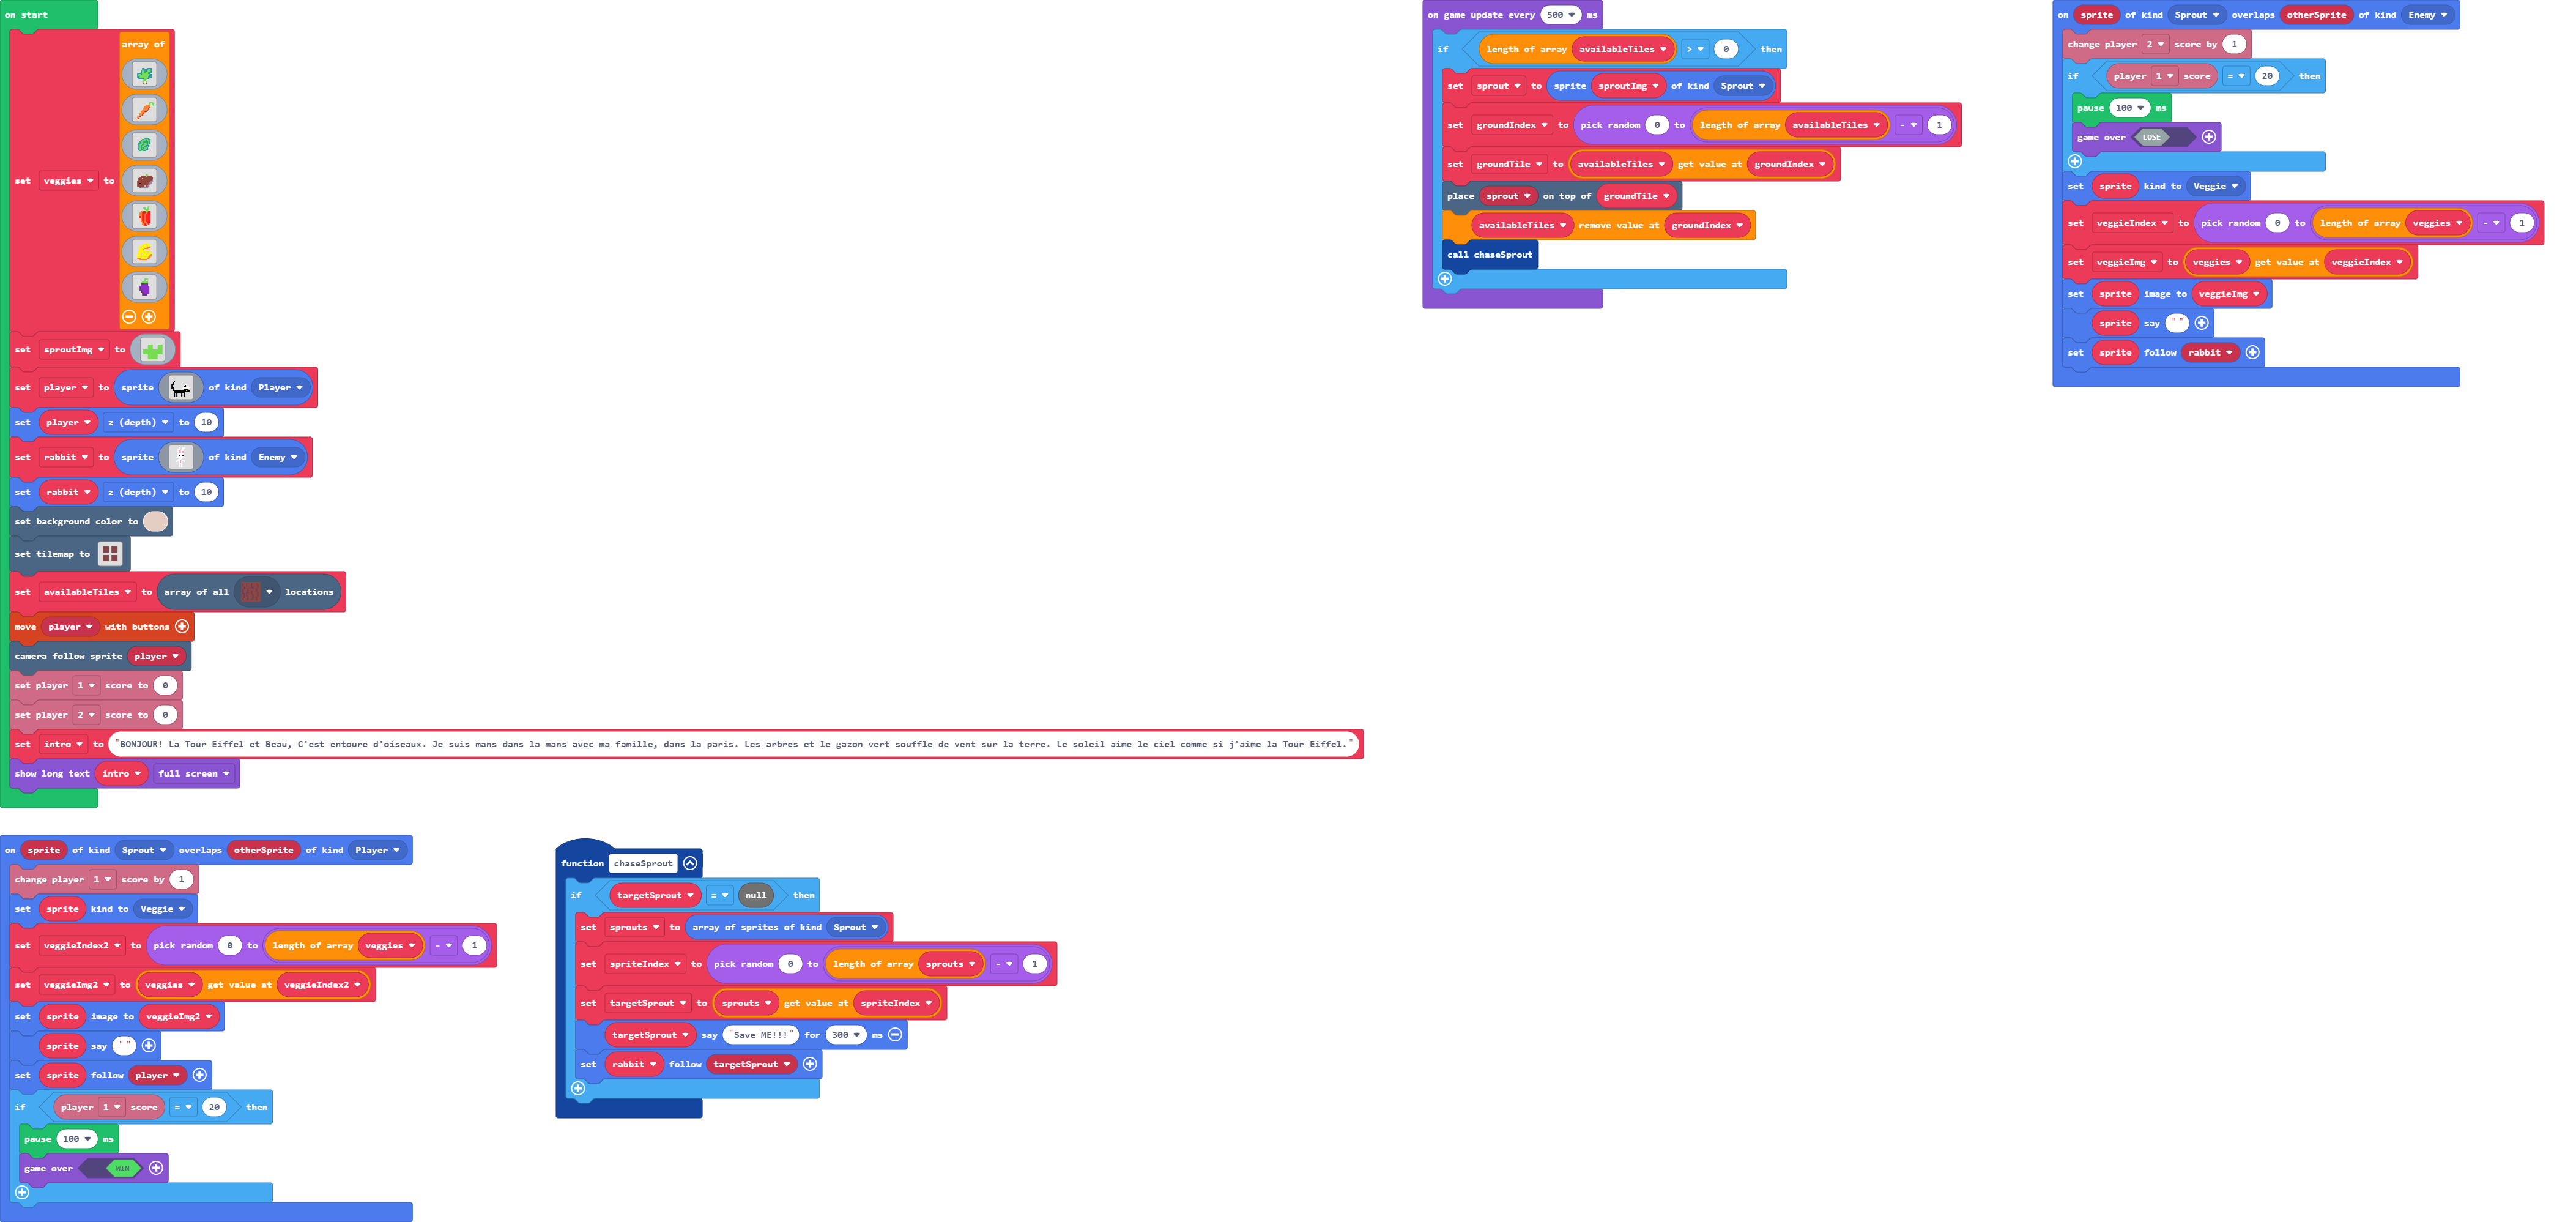 on start
set veggies to array of
set sproutImg to
set player to sprite of kind Player
set player z (depth) to 10
set rabbit to sprite of kind Enemy
set rabbit z (depth) to 10
set background color to
set tilemap to
set availableTiles to array of all locations
move player with buttons
camera follow sprite player
set player 1 score to 0
set player 2 score to 0
set intro to "BONJOUR! La Tour Eiffel et Beau, C'est entoure d'oiseaux. Je suis mans dans la mans avec ma famille, dans la paris. Les arbres et le gazon vert souffle de vent sur la terre. Le soleil aime le ciel comme si j'aime la Tour Eiffel."
show long text intro full screen
on game update every 500 ms
if length of array availableTiles > 0 then
set sprout to sprite sproutImg of kind Sprout
set groundIndex to pick random 0 to length of array availableTiles - 1
set groundTile to availableTiles get value at groundIndex
place sprout on top of groundTile
availableTiles remove value at groundIndex
call chaseSprout
on sprite of kind Sprout overlaps otherSprite of kind Enemy
change player 2 score by 1
if player 1 score = 20 then
pause 100 ms
game over LOSE
set sprite kind to Veggie
set veggieIndex to pick random 0 to length of array veggies - 1
set veggieImg to veggies get value at veggieIndex
set sprite image to veggieImg
sprite say " "
set sprite follow rabbit
on sprite of kind Sprout overlaps otherSprite of kind Player
change player 1 score by 1
set sprite kind to Veggie
set veggieIndex2 to pick random 0 to length of array veggies - 1
set veggieImg2 to veggies get value at veggieIndex2
set sprite image to veggieImg2
sprite say " "
set sprite follow player
if player 1 score = 20 then
pause 100 ms
game over WIN
function chaseSprout
if targetSprout = null then
set sprouts to array of sprites of kind Sprout
set spriteIndex to pick random 0 to length of array sprouts - 1
set targetSprout to sprouts get value at spriteIndex
targetSprout say "Save ME!!!" for 300 ms
set rabbit follow targetSprout